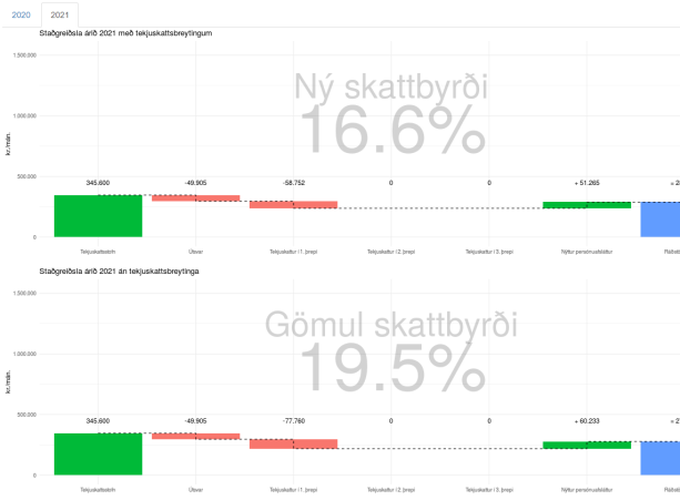 2020
2021
Staðgreiðsla árið 2021 með tekjuskattsbreytingum
Ný skattbyrði
16.6%
kr./mán.
1.500.000
1.000.000
500.000
0
345.600
-49.905
-58.752
0
0
+ 51.265
Tekjuskattsstofn
Útsvar
Tekjuskattur í 1. þrepi
Tekjuskattur í 2. þrepi
Tekjuskattur í 3. þrepi
Nýttur persónuafsláttur
Staðgreiðsla árið 2021 án tekjuskattsbreytinga
Gömul skattbyrði
19.5%
kr./mán.
1.500.000
1.000.000
500.000
0
345.600
-49.905
-77.760
0
0
+ 60.233
Tekjuskattsstofn
Útsvar
Tekjuskattur í 1. þrepi
Tekjuskattur í 2. þrepi
Tekjuskattur í 3. þrepi
Nýttur persónuafsláttur